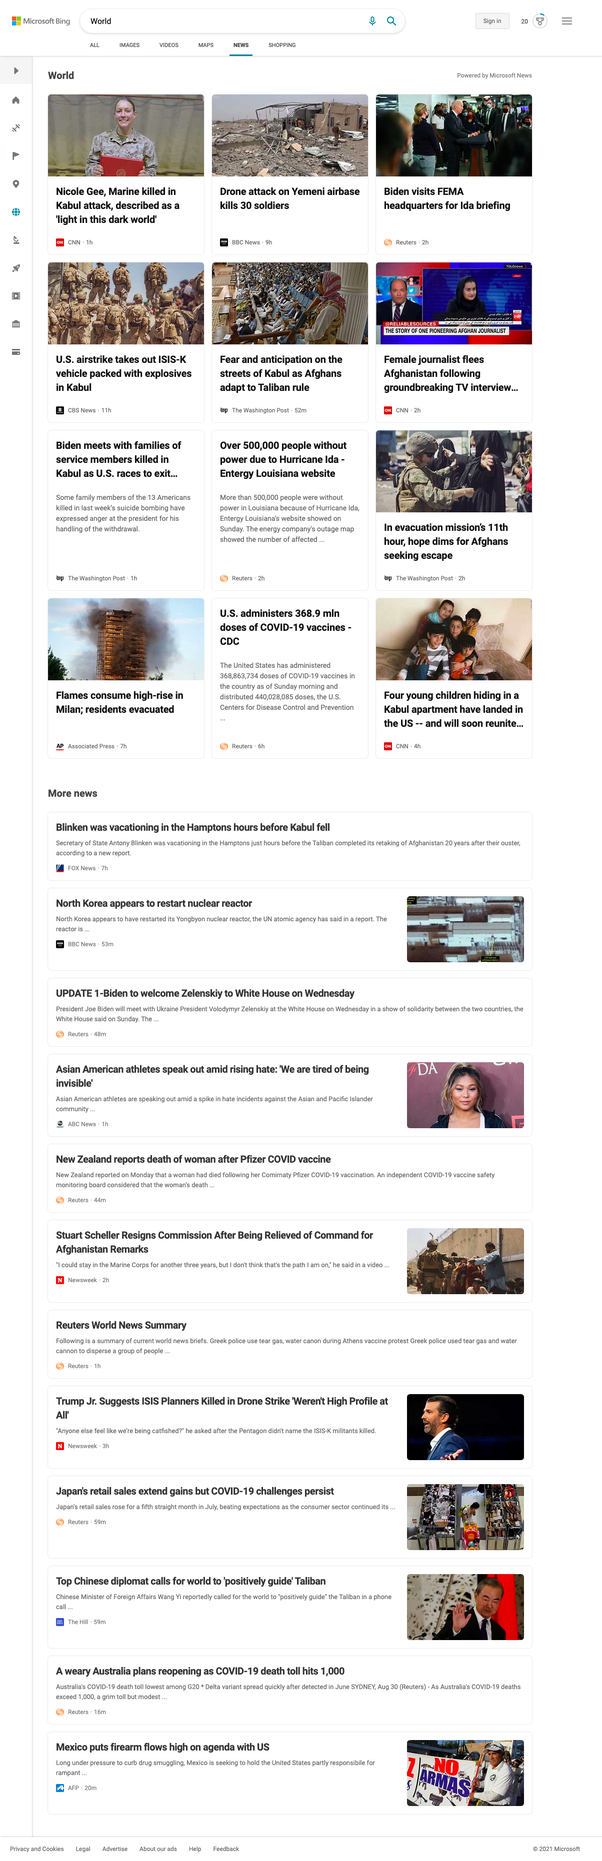 Microsoft Bing
World
Sign in
20
ALL
IMAGES
VIDEOS
MAPS
NEWS
SHOPPING
World
Powered by Microsoft News
Nicole Gee, Marine killed in
Kabul attack, described as a
'light in this dark world'
CNN · 1h
Drone attack on Yemeni airbase
kills 30 soldiers
BBC News · 9h
Biden visits FEMA
headquarters for Ida briefing
Reuters · 2h
U.S. airstrike takes out ISIS-K
vehicle packed with explosives
in Kabul
CBS News · 11h
Fear and anticipation on the
streets of Kabul as Afghans
adapt to Taliban rule
The Washington Post · 52m
#RELIABLESOURCES
THE STORY OF ONE PIONEERING AFGHAN JOURNALIST
Female journalist flees
Afghanistan following
groundbreaking TV interview...
CNN · 2h
Biden meets with families of
service members killed in
Kabul as U.S. races to exit...
Some family members of the 13 Americans
killed in last week's suicide bombing have
expressed anger at the president for his
handling of the withdrawal.
The Washington Post · 1h
Over 500,000 people without
power due to Hurricane Ida -
Entergy Louisiana website
More than 500,000 people were without
power in Louisiana because of Hurricane Ida,
Entergy Louisiana's website showed on
Sunday. The energy company's outage map
showed the number of affected ...
Reuters · 2h
In evacuation mission's 11th
hour, hope dims for Afghans
seeking escape
The Washington Post · 2h
Flames consume high-rise in
Milan; residents evacuated
Associated Press · 7h
U.S. administers 368.9 mln
doses of COVID-19 vaccines -
CDC
The United States has administered
368,863,734 doses of COVID-19 vaccines in
the country as of Sunday morning and
distributed 440,028,085 doses, the U.S.
Centers for Disease Control and Prevention
...
Reuters · 6h
Four young children hiding in a
Kabul apartment have landed in
the US -- and will soon reunite...
CNN · 4h
More news
Blinken was vacationing in the Hamptons hours before Kabul fell
Secretary of State Antony Blinken was vacationing in the Hamptons just hours before the Taliban completed its retaking of Afghanistan 20 years after their ouster,
according to a new report.
FOX News · 7h
North Korea appears to restart nuclear reactor
North Korea appears to have restarted its Yongbyon nuclear reactor, the UN atomic agency has said in a report. The
reactor is ...
BBC News · 53m
UPDATE 1-Biden to welcome Zelenskiy to White House on Wednesday
President Joe Biden will meet with Ukraine President Volodymyr Zelenskiy at the White House on Wednesday in a show of solidarity between the two countries, the
White House said on Sunday. The ...
Reuters · 48m
Asian American athletes speak out amid rising hate: 'We are tired of being
invisible'
Asian American athletes are speaking out amid a spike in hate incidents against the Asian and Pacific Islander
community ...
ABC News · 1h
DA
New Zealand reports death of woman after Pfizer COVID vaccine
New Zealand reported on Monday that a woman had died following her Comirnaty Pfizer COVID-19 vaccination. An independent COVID-19 vaccine safety
monitoring board considered that the woman's death ...
Reuters · 44m
Stuart Scheller Resigns Commission After Being Relieved of Command for
Afghanistan Remarks
"I could stay in the Marine Corps for another three years, but I don't think that's the path I am on," he said in a video ...
Newsweek · 2h
Reuters World News Summary
Following is a summary of current world news briefs. Greek police use tear gas, water canon during Athens vaccine protest Greek police used tear gas and water
cannon to disperse a group of people ...
Reuters · 1h
Trump Jr. Suggests ISIS Planners Killed in Drone Strike 'Weren't High Profile at
All'
"Anyone else feel like we're being catfished?" he asked after the Pentagon didn't name the ISIS-K militants killed.
Newsweek · 3h
Japan's retail sales extend gains but COVID-19 challenges persist
Japan's retail sales rose for a fifth straight month in July, beating expectations as the consumer sector continued its ...
Reuters · 59m
Top Chinese diplomat calls for world to 'positively guide' Taliban
Chinese Minister of Foreign Affairs Wang Yi reportedly called for the world to "positively guide" the Taliban in a phone
call ...
The Hill · 59m
A weary Australia plans reopening as COVID-19 death toll hits 1,000
Australia's COVID-19 death toll lowest among G20 * Delta variant spread quickly after detected in June SYDNEY, Aug 30 (Reuters) - As Australia's COVID-19 deaths
exceed 1,000, a grim toll but modest ...
Reuters · 16m
Mexico puts firearm flows high on agenda with US
Long under pressure to curb drug smuggling, Mexico is seeking to hold the United States partly responsible for
rampant ...
AFP · 20m
NO
ARMAS
Privacy and Cookies
Legal
Advertise
About our ads
Help
Feedback
© 2021 Microsoft